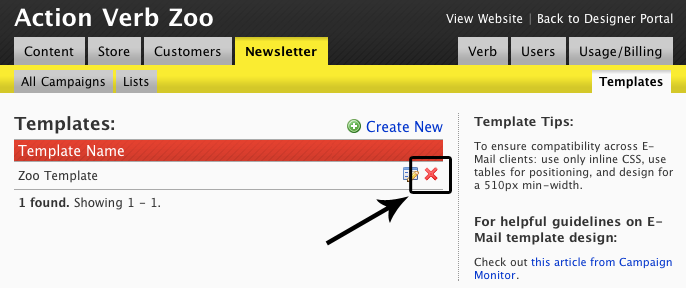 Action Verb Zoo
View Website | Back to Designer Portal
Content Store Customers Newsletter Verb Users Usage/Billing
All Campaigns Lists Templates
Templates:
Create New
Template Name
Zoo Template
1 found. Showing 1 - 1.
Template Tips:
To ensure compatibility across E-
Mail clients: use only inline CSS, use
tables for positioning, and design for
a 510px min-width.
For helpful guidelines on E-
Mail template design:
Check out this article from Campaign
Monitor.